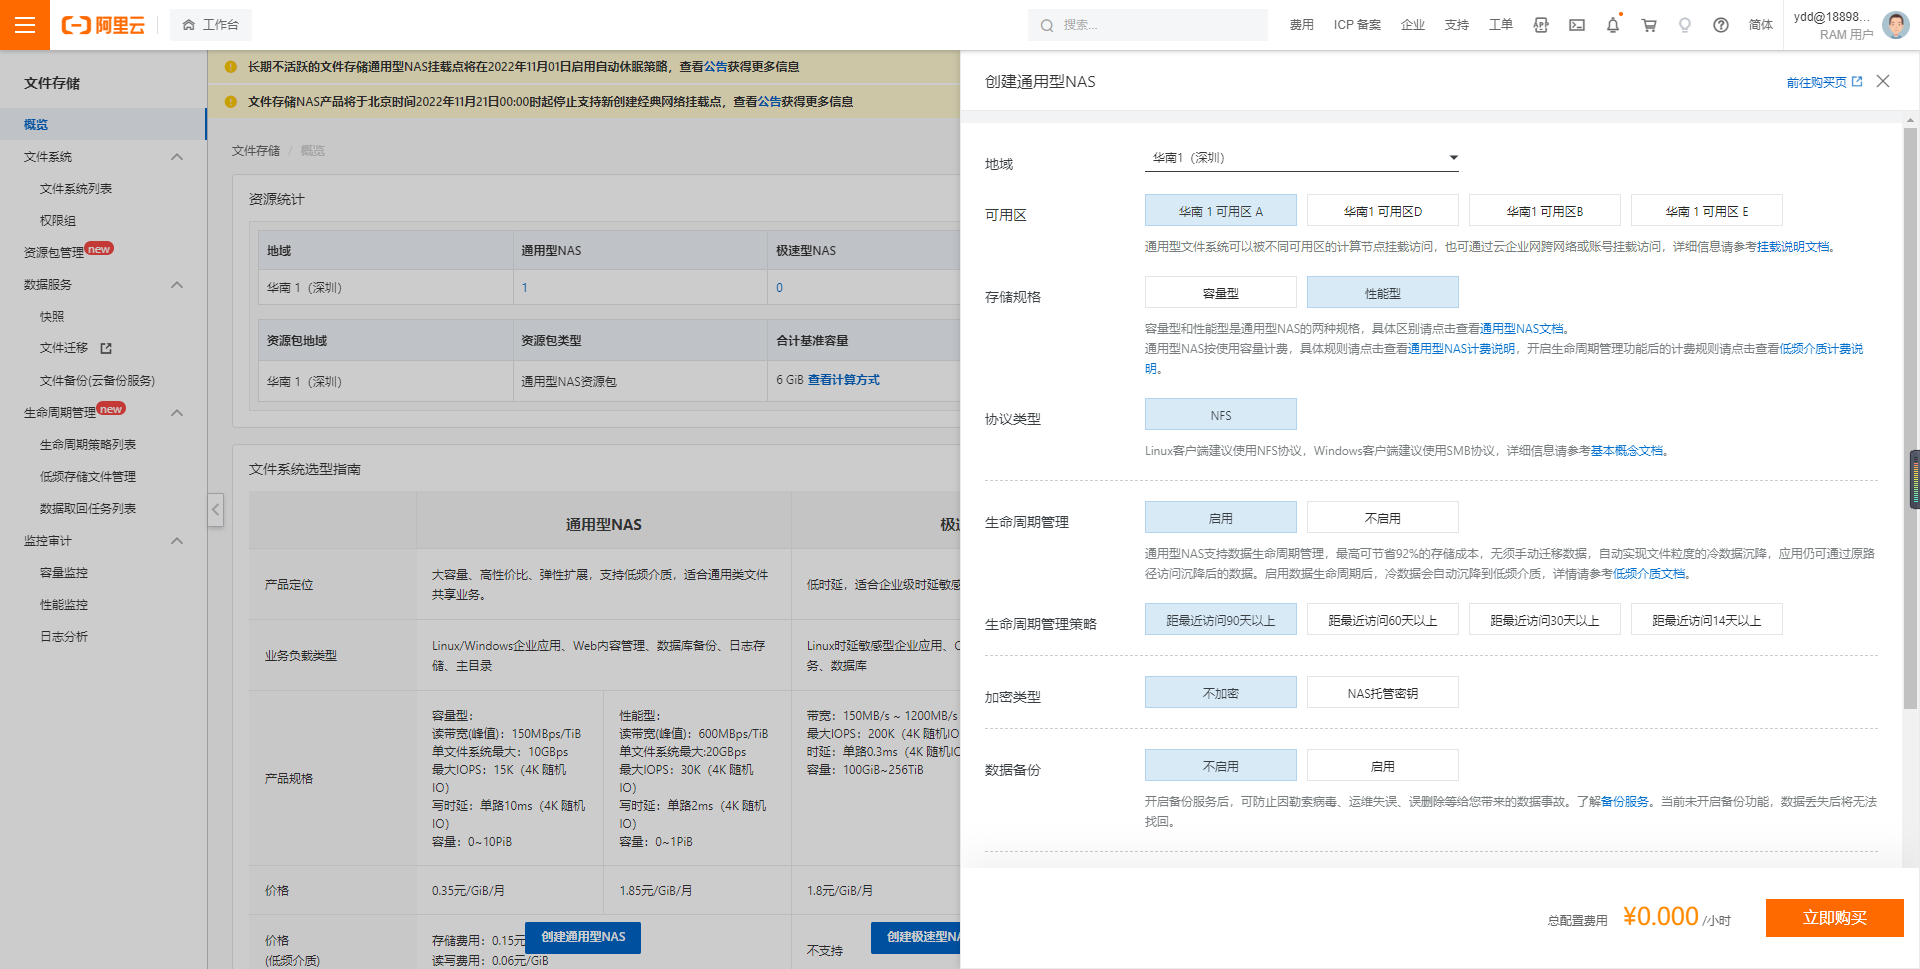 阿里云
工作台
搜索...
费用
ICP 备案
企业
支持
工单
简体
ydd@18898...
RAM 用户
文件存储
概览
文件系统
文件系统列表
权限组
资源包管理 new
数据服务
快照
文件迁移
文件备份(云备份服务)
生命周期管理 new
生命周期策略列表
低频存储文件管理
数据取回任务列表
监控审计
容量监控
性能监控
日志分析
长期不活跃的文件存储通用型NAS挂载点将在2022年11月01日启用自动休眠策略，查看公告获得更多信息
文件存储NAS产品将于北京时间2022年11月21日00:00时起停止支持新创建经典网络挂载点，查看公告获得更多信息
文件存储 / 概览
资源统计
地域 通用型NAS 极速型NAS
华南 1（深圳） 1 0
资源包地域 资源包类型 合计基准容量
华南 1（深圳） 通用型NAS资源包 6 GiB 查看计算方式
文件系统选型指南
通用型NAS
产品定位
大容量、高性价比、弹性扩展，支持低频介质，适合通用类文件
共享业务。
低时延，适合企业级时延敏感
业务负载类型
Linux/Windows企业应用、Web内容管理、数据库备份、日志存
储、主目录
Linux时延敏感型企业应用、
务、数据库
产品规格
容量型：
读带宽(峰值)：150MBps/TiB
单文件系统最大：10GBps
最大IOPS：15K（4K 随机
IO）
写时延：单路10ms（4K 随机
IO）
容量：0~10PiB
性能型：
读带宽(峰值)：600MBps/TiB
单文件系统最大:20GBps
最大IOPS：30K（4K 随机
IO）
写时延：单路2ms（4K 随机
IO）
容量：0~1PiB
带宽：150MB/s ~ 1200MB/s
最大IOPS：200K（4K 随机IO
时延：单路0.3ms（4K 随机IO
容量：100GiB~256TiB
价格 0.35元/GiB/月 1.85元/GiB/月 1.8元/GiB/月
价格
(低频介质)
存储费用：0.15元
读写费用：0.06元/GiB
创建通用型NAS
不支持
创建极速型NA
创建通用型NAS
前往购买页
地域
华南1（深圳）
可用区
华南 1 可用区 A
华南1 可用区D
华南1 可用区B
华南 1 可用区 E
通用型文件系统可以被不同可用区的计算节点挂载访问，也可通过云企业网跨网络或账号挂载访问，详细信息请参考挂载说明文档。
存储规格
容量型
性能型
容量型和性能型是通用型NAS的两种规格，具体区别请点击查看通用型NAS文档。
通用型NAS按使用容量计费，具体规则请点击查看通用型NAS计费说明，开启生命周期管理功能后的计费规则请点击查看低频介质计费说
明。
协议类型
NFS
Linux客户端建议使用NFS协议，Windows客户端建议使用SMB协议，详细信息请参考基本概念文档。
生命周期管理
启用
不启用
通用型NAS支持数据生命周期管理，最高可节省92%的存储成本，无须手动迁移数据，自动实现文件粒度的冷数据沉降，应用仍可通过原路
径访问沉降后的数据。启用数据生命周期后，冷数据会自动沉降到低频介质，详情请参考低频介质文档。
生命周期管理策略
距最近访问90天以上
距最近访问60天以上
距最近访问30天以上
距最近访问14天以上
加密类型
不加密
NAS托管密钥
数据备份
不启用
启用
开启备份服务后，可防止因勒索病毒、运维失误、误删除等给您带来的数据事故。了解备份服务。当前未开启备份功能，数据丢失后将无法
找回。
总配置费用 ¥0.000 /小时
立即购买